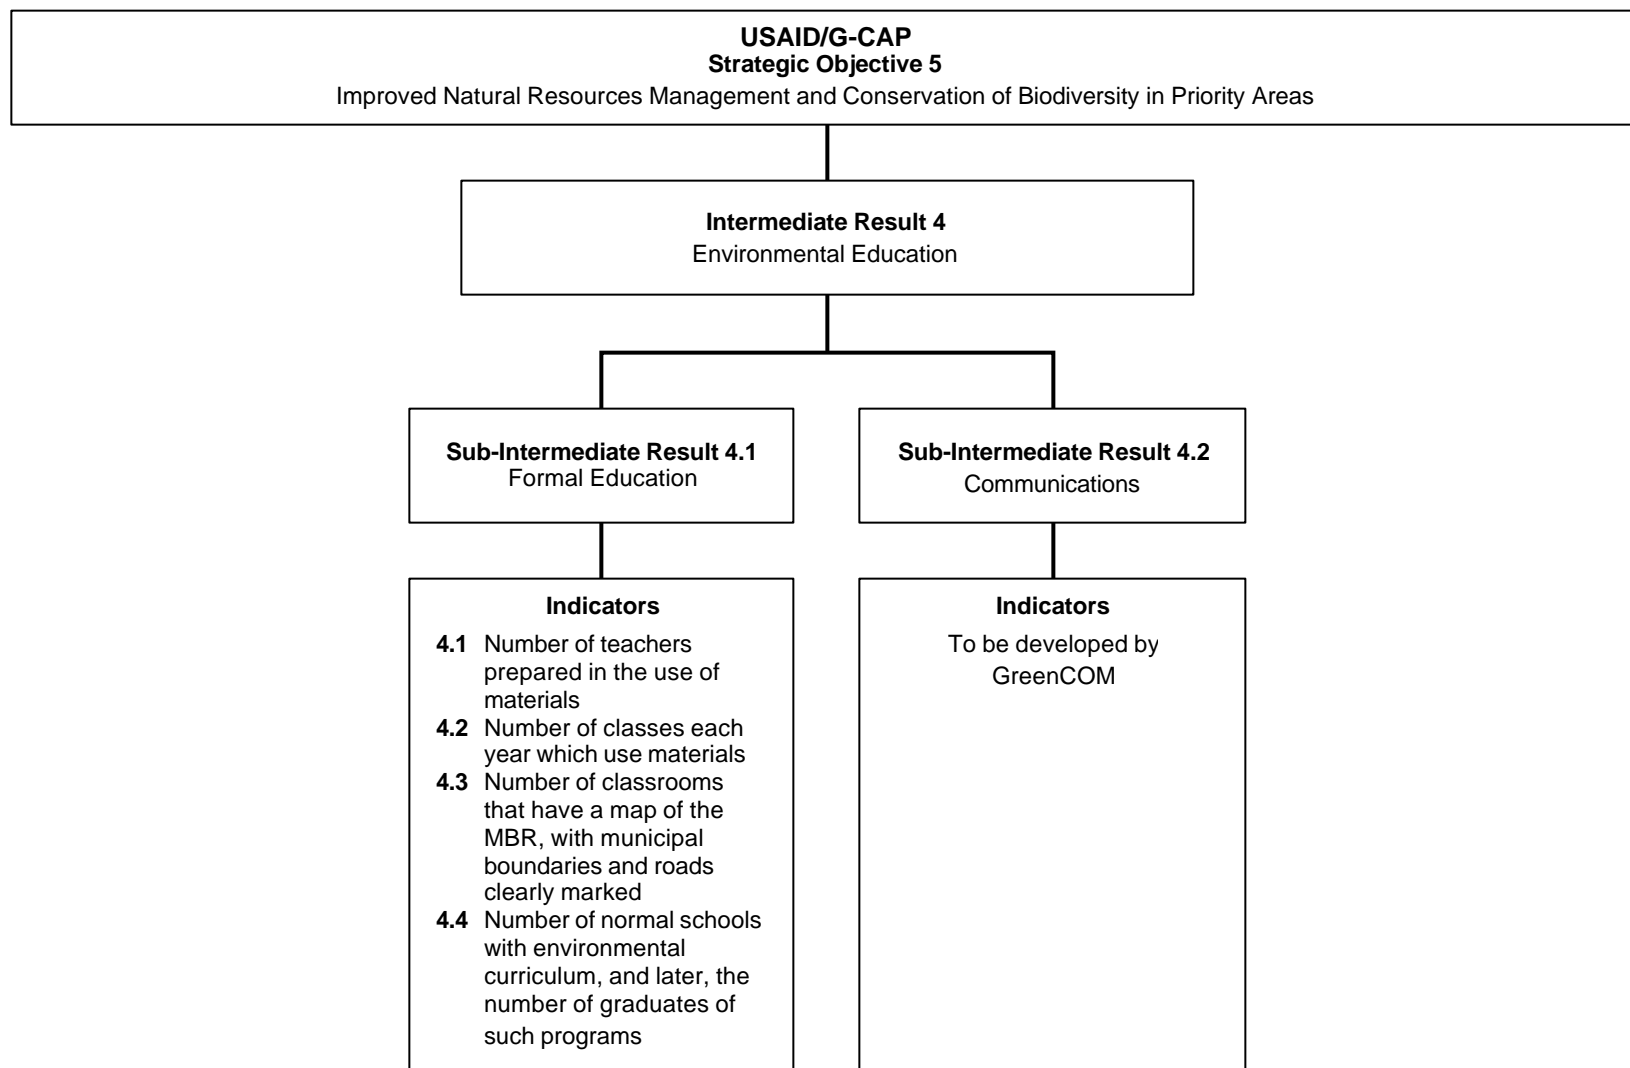 USAID/G-CAP
Strategic Objective 5
Improved Natural Resources Management and Conservation of Biodiversity in Priority Areas
Intermediate Result 4
Environmental Education
Sub-Intermediate Result 4.1
Formal Education
Sub-Intermediate Result 4.2
Communications
Indicators
4.1 Number of teachers
prepared in the use of
materials
4.2 Number of classes each
year which use materials
4.3 Number of classrooms
that have a map of the
MBR, with municipal
boundaries and roads
clearly marked
4.4 Number of normal schools
with environmental
curriculum, and later, the
number of graduates of
such programs
Indicators
To be developed by
GreenCOM